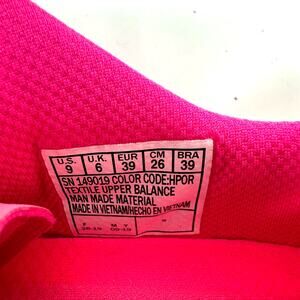 U.S. U.K. EUR CM BRA
9 6 39 26 39
SN 149019 COLOR CODE:HPOR
TEXTILE UPPER BALANCE
MAN MADE MATERIAL
MADE IN VIETNAM/HECHO EN VIETNAM
F M Y